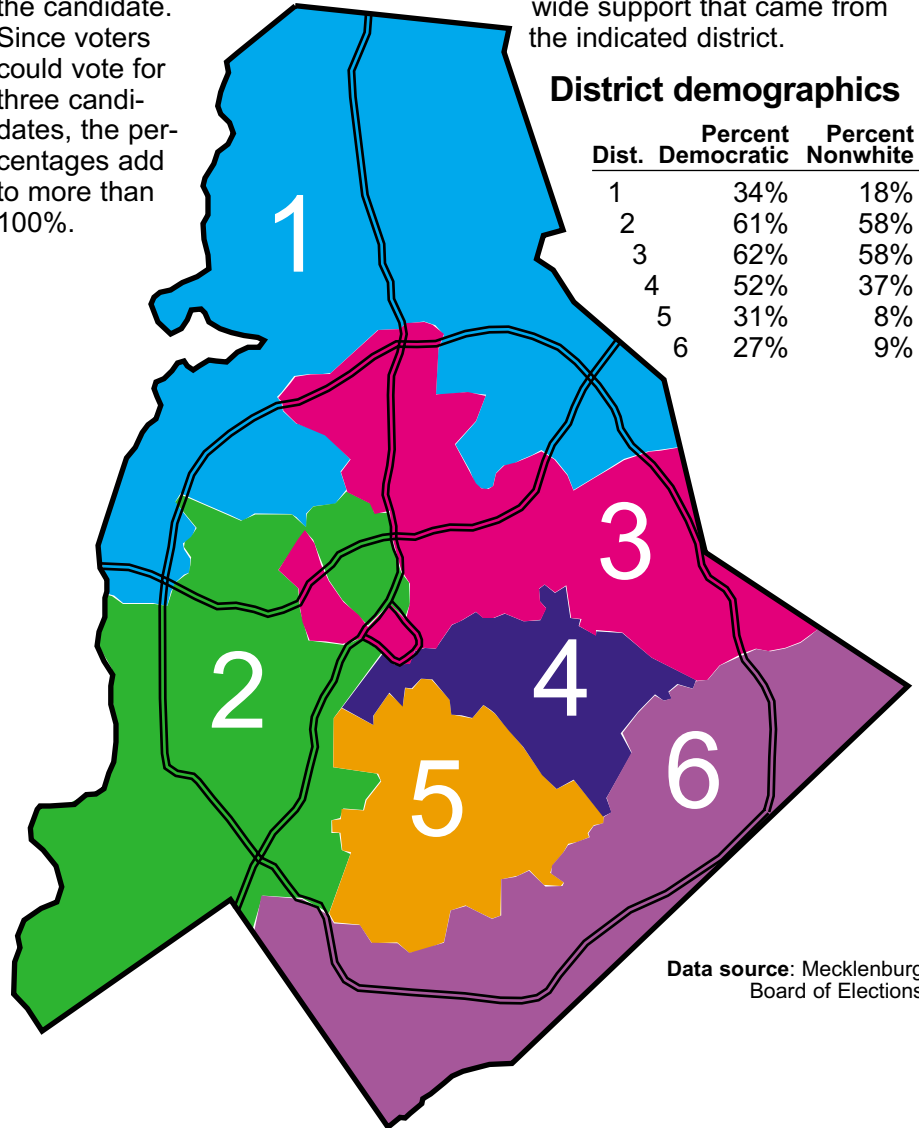 the candidate.
Since voters
could vote for
three candi-
dates, the per-
centages add
to more than
100%.
wide support that came from
the indicated district.
District demographics
Percent Percent
Dist. Democratic Nonwhite
1 34% 18%
2 61% 58%
3 62% 58%
4 52% 37%
5 31% 8%
6 27% 9%
1
3
2
4
6
5
Data source: Mecklenburg
Board of Elections